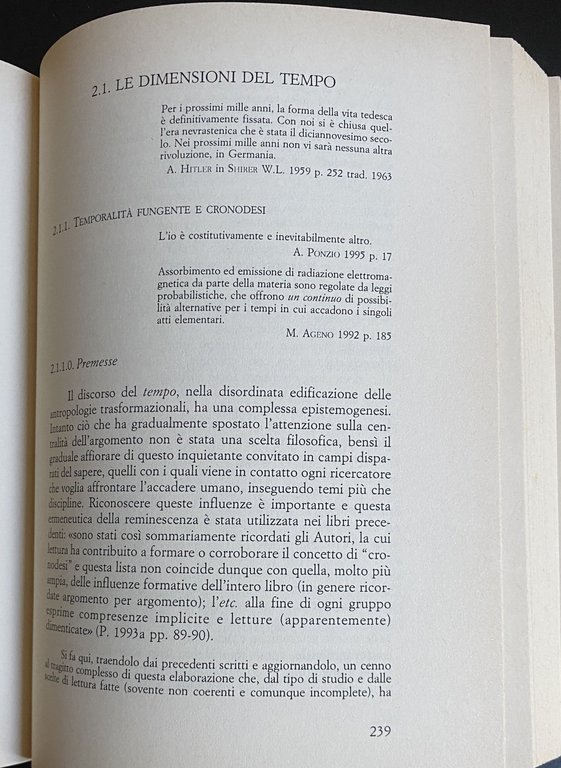 2.1. LE DIMENSIONI DEL TEMPO
Per i prossimi mille anni, la forma della vita tedesca
è definitivamente fissata. Con noi si è chiusa quel-
l'era nevrastenica che è stata il diciannovesimo seco-
lo. Nei prossimi mille anni non vi sarà nessuna altra
rivoluzione, in Germania.
A. HITLER in SHIRER W.L. 1959 p. 252 trad. 1963
2.1.1. TEMPORALITÀ FUNGENTE E CRONODESI
L'io è costitutivamente e inevitabilmente altro.
A. PONZIO 1995 p. 17
Assorbimento ed emissione di radiazione elettroma-
gnetica da parte della materia sono regolate da leggi
probabilistiche, che offrono un continuo di possibi-
lità alternative per i tempi in cui accadono i singoli
atti elementari.
M. AGENO 1992 p. 185
2.1.1.0. Premesse
Il discorso del tempo, nella disordinata edificazione delle
antropologie trasformazionali, ha una complessa epistemogenesi.
Intanto ciò che ha gradualmente spostato l'attenzione sulla cen-
tralità dell'argomento non è stata una scelta filosofica, bensì il
graduale affiorare di questo inquietante convitato in campi dispa-
rati del sapere, quelli con i quali viene in contatto ogni ricercatore
che voglia affrontare l'accadere umano, inseguendo temi più che
discipline. Riconoscere queste influenze è importante e questa
ermeneutica della reminescenza è stata utilizzata nei libri prece-
denti: «sono stati così sommariamente ricordati gli Autori, la cui
lettura ha contribuito a formare o corroborare il concetto di "cro-
nodesi" e questa lista non coincide dunque con quella, molto più
ampia, delle influenze formative dell'intero libro (in genere ricor-
date argomento per argomento); l'etc. alla fine di ogni gruppo
esprime compresenze implicite e letture (apparentemente)
dimenticate» (P. 1993a pp. 89-90).
Si fa qui, traendolo dai precedenti scritti e aggiornandolo, un cenno
al tragitto complesso di questa elaborazione che, dal tipo di studio e dalle
scelte di lettura fatte (sovente non coerenti e comunque incomplete), ha
239